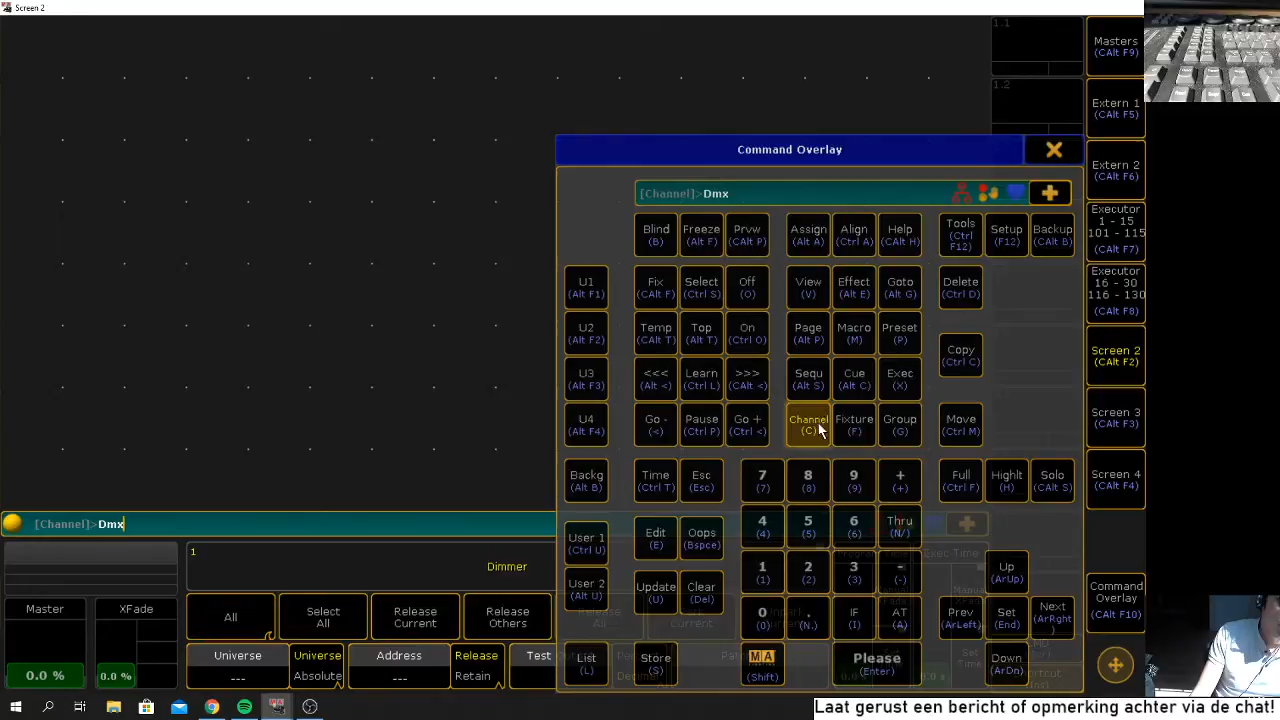 Screen 2
1.1
1.2
Masters
(CAlt F9)
Extern 1
(CAlt F5)
Extern 2
(CAlt F6)
Executor
1 - 15
101 - 115
(CAlt F7)
Executor
16 - 30
116 - 130
(CAlt F8)
Screen 2
(CAlt F2)
Screen 3
(CAlt F3)
Screen 4
(CAlt F4)
Command
Overlay
(CAlt F10)
Command Overlay
[Channel]>Dmx
Blind
(B)
Freeze
(Alt F)
Prvw
(CAlt P)
Assign
(Alt A)
Align
(Ctrl A)
Help
(CAlt H)
Tools
(Ctrl
F12)
Setup
(F12)
Backup
(CAlt B)
U1
(Alt F1)
Fix
(CAlt F)
Select
(Ctrl S)
Off
(O)
View
(V)
Effect
(Alt E)
Goto
(Alt G)
Delete
(Ctrl D)
U2
(Alt F2)
Temp
(CAlt T)
Top
(Alt T)
On
(Ctrl O)
Page
(Alt P)
Macro
(M)
Preset
(P)
Copy
(Ctrl C)
U3
(Alt F3)
<<<
(Alt <)
Learn
(Ctrl L)
>>>
(CAlt <)
Sequ
(Alt S)
Cue
(Alt C)
Exec
(X)
U4
(Alt F4)
Go -
(<)
Pause
(Ctrl P)
Go +
(Ctrl <)
Channel
(C)
Fixture
(F)
Group
(G)
Move
(Ctrl M)
Backg
(Alt B)
Time
(Ctrl T)
Esc
(Esc)
7
(7)
8
(8)
9
(9)
+
(+)
Full
(Ctrl F)
Highlt
(H)
Solo
(CAlt S)
User 1
(Ctrl U)
Edit
(E)
Oops
(Bspce)
4
(4)
5
(5)
6
(6)
Thru
(N/)
User 2
(Alt U)
Update
(U)
Clear
(Del)
1
(1)
2
(2)
3
(3)
-
(-)
Up
(ArUp)
0
(0)
.
(N.)
IF
(I)
AT
(A)
Prev
(ArLeft)
Set
(End)
Next
(ArRght
)
List
(L)
Store
(S)
MA
(Shift)
Please
(Enter)
Down
(ArDn)
[Channel]>Dmx
1
Dimmer
Exec Time
Master
XFade
0.0 %
0.0 %
All
Select
All
Release
Current
Release
Others
Universe
---
Universe
Absolute
Address
---
Release
Retain
Test
Laat gerust een bericht of opmerking achter via de chat!